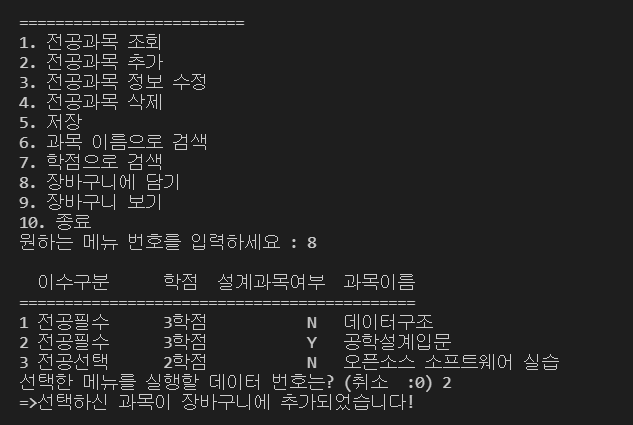 =========================
1. 전공과목 조회
2. 전공과목 추가
3. 전공과목 정보 수정
4. 전공과목 삭제
5. 저장
6. 과목 이름으로 검색
7. 학점으로 검색
8. 장바구니에 담기
9. 장바구니 보기
10. 종료
원하는 메뉴 번호를 입력하세요 : 8
이수구분 학점 설계과목여부 과목이름
============================================
1 전공필수 3학점 N 데이터구조
2 전공필수 3학점 Y 공학설계입문
3 전공선택 2학점 N 오픈소스 소프트웨어 실습
선택한 메뉴를 실행할 데이터 번호는? (취소 :0) 2
=>선택하신 과목이 장바구니에 추가되었습니다!